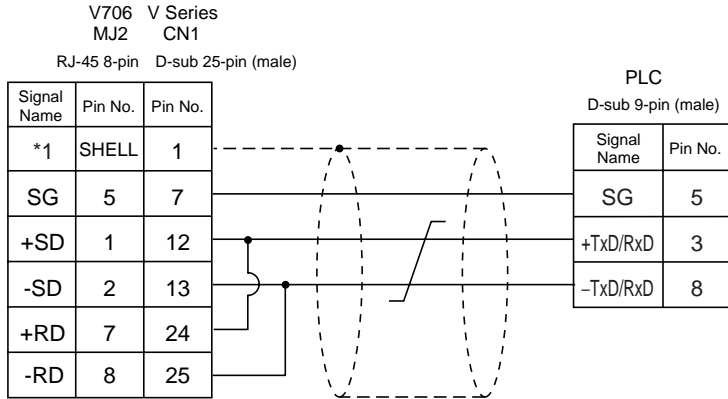 V706 V Series
MJ2 CN1
RJ-45 8-pin D-sub 25-pin (male)
Signal Name Pin No. Pin No.
*1 SHELL 1
SG 5 7
+SD 1 12
-SD 2 13
+RD 7 24
-RD 8 25
PLC
D-sub 9-pin (male)
Signal Name Pin No.
SG 5
+TxD/RxD 3
−TxD/RxD 8